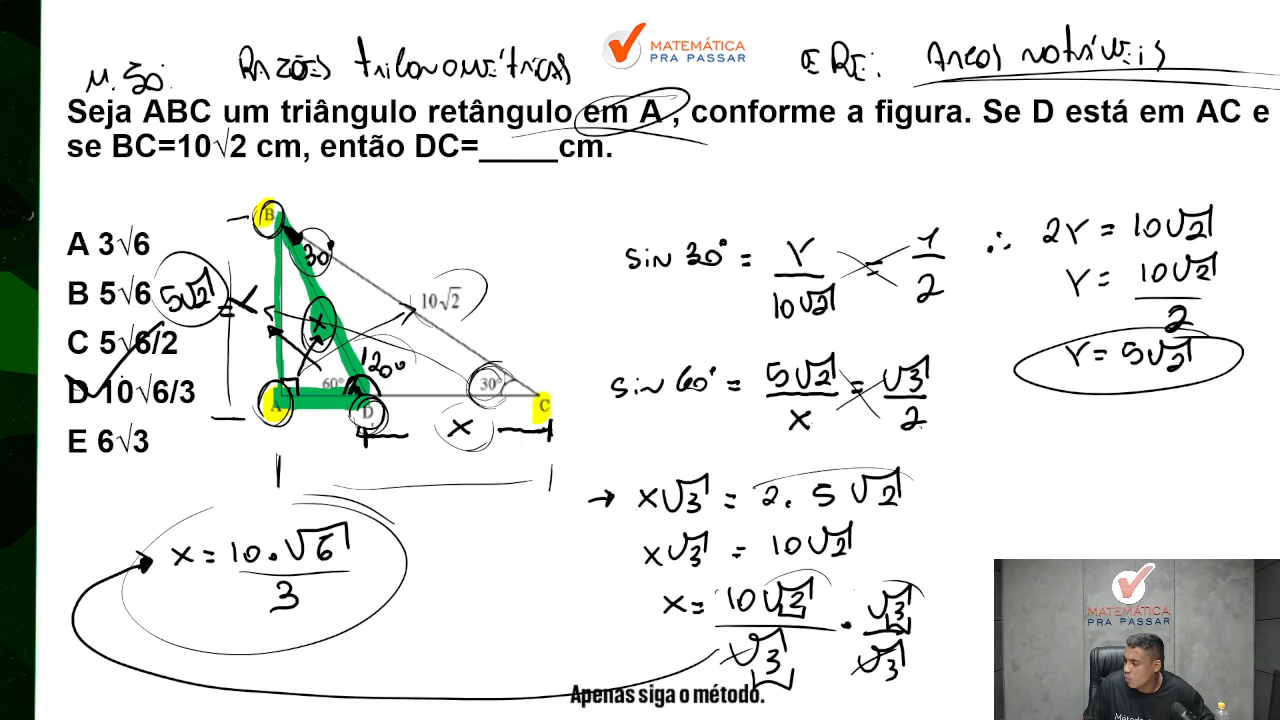 MATEMÁTICA
PRA PASSAR
M. 50:
RAZÕES trigonométricas
E RE: Arcos notáveis
Seja ABC um triângulo retângulo em A , conforme a figura. Se D está em AC e
se BC=10√2 cm, então DC=_____cm.
A 3√6
B 5√6
C 5√6/2
D 10√6/3
E 6√3
B
30°
5√2 = Y
10√2
x
120°
60°
30°
A
D
C
x
sin 30° = Y/10√2 = 1/2
∴ 2Y = 10√2
Y = 10√2/2
Y = 5√2
sin 60° = 5√2/x = √3/2
→ x√3 = 2. 5√2
x√3 = 10√2
x = 10√2/√3 · √3/√3
x = 10.√6/3
Apenas siga o método.
MATEMÁTICA
PRA PASSAR